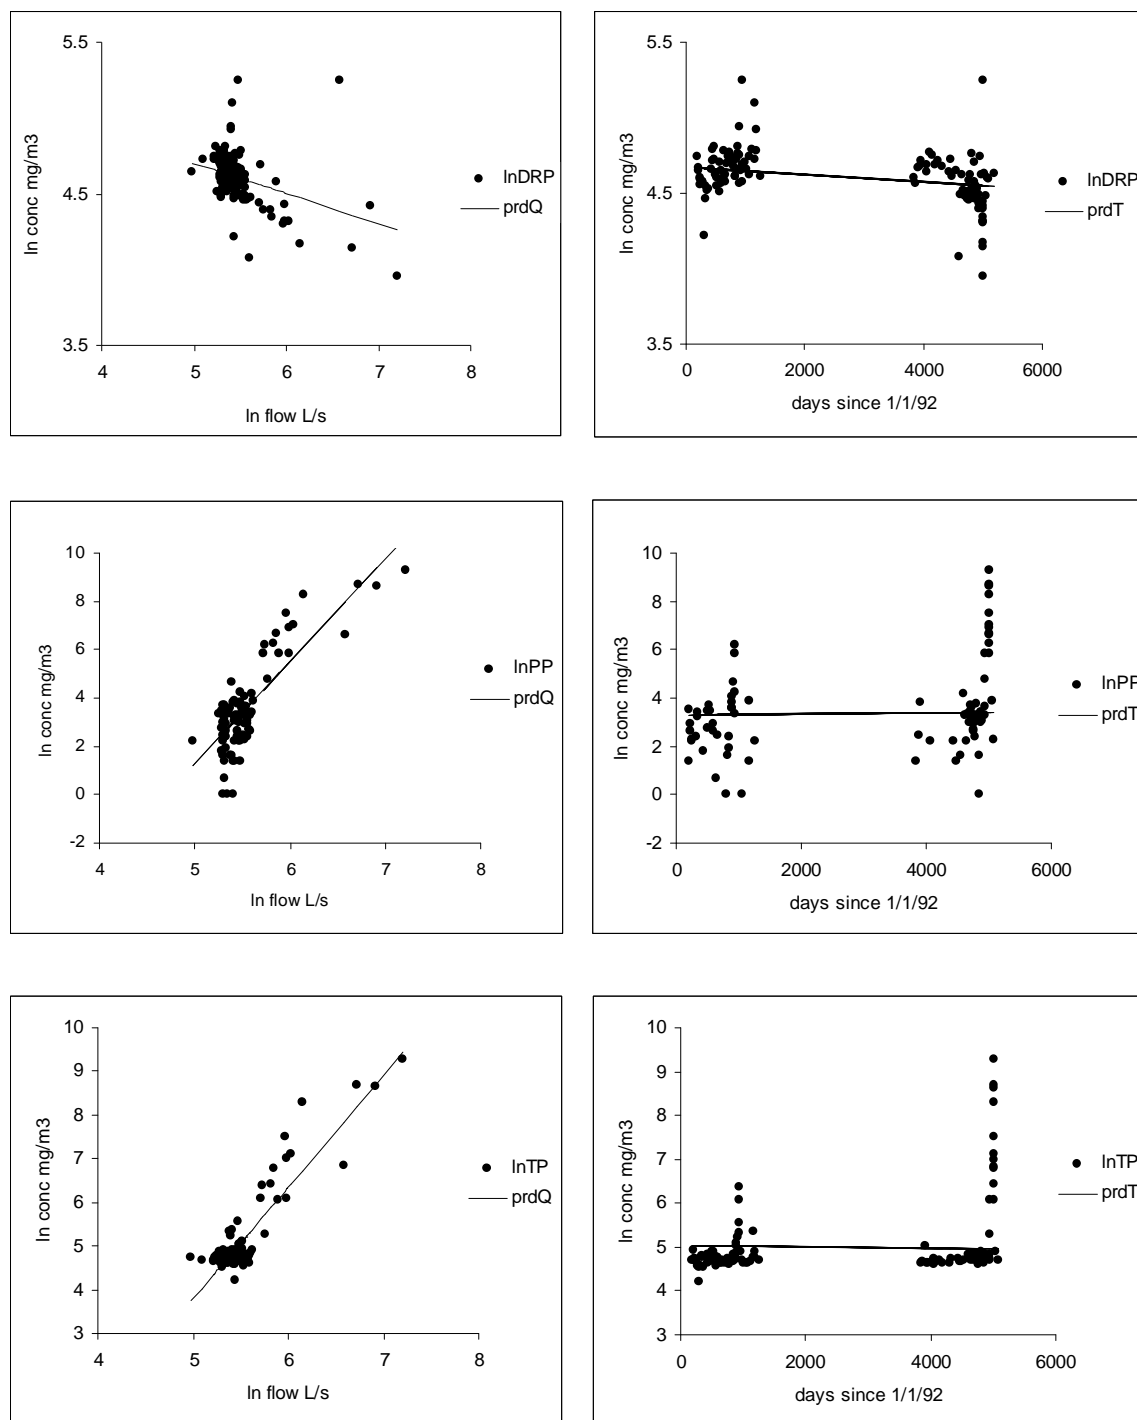 5.5
4.5
3.5
4 5 6 7 8
ln conc mg/m3
ln flow L/s
lnDRP
prdQ
5.5
4.5
3.5
0 2000 4000 6000
ln conc mg/m3
days since 1/1/92
lnDRP
prdT
10
8
6
4
2
0
-2
4 5 6 7 8
ln conc mg/m3
ln flow L/s
lnPP
prdQ
10
8
6
4
2
0
-2
0 2000 4000 6000
ln conc mg/m3
days since 1/1/92
lnPP
prdT
10
9
8
7
6
5
4
3
4 5 6 7 8
ln conc mg/m3
ln flow L/s
lnTP
prdQ
10
9
8
7
6
5
4
3
0 2000 4000 6000
ln conc mg/m3
days since 1/1/92
lnTP
prdT